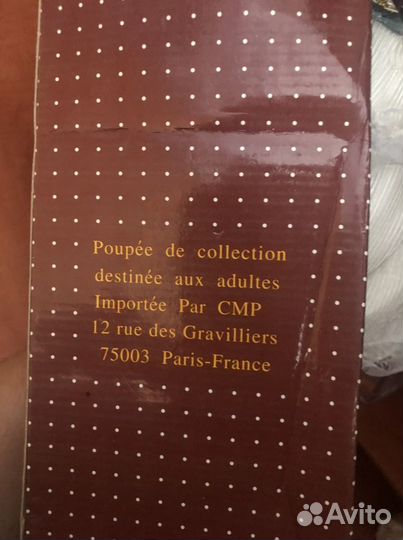 Poupée de collection
destinée aux adultes
Importée Par CMP
12 rue des Gravilliers
75003 Paris-France
Avito